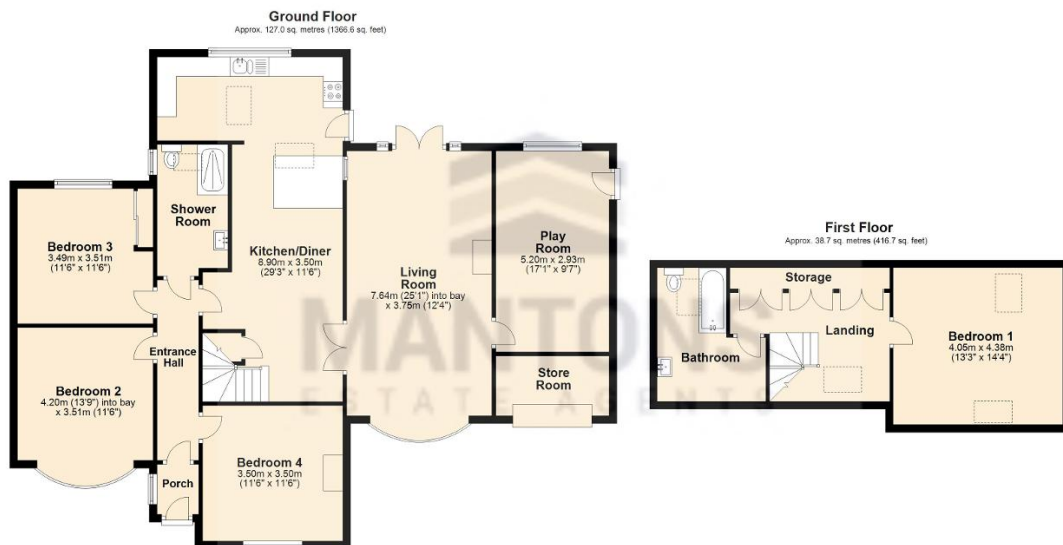 Ground Floor
Approx. 127.0 sq. metres (1366.6 sq. feet)
Shower
Room
Bedroom 3
3.49m x 3.51m
(11'6" x 11'6")
Kitchen/Diner
8.90m x 3.50m
(29'3" x 11'6")
Living
Room
7.64m (25'1") into bay
x 3.75m (12'4")
Play
Room
5.20m x 2.93m
(17'1" x 9'7")
Entrance
Hall
Bedroom 2
4.20m (13'9") into bay
x 3.51m (11'6")
Store
Room
Bedroom 4
3.50m x 3.50m
(11'6" x 11'6")
Porch
First Floor
Approx. 38.7 sq. metres (416.7 sq. feet)
Storage
Landing
Bathroom
Bedroom 1
4.05m x 4.38m
(13'3" x 14'4")
MANTONS
ESTATE AGENTS